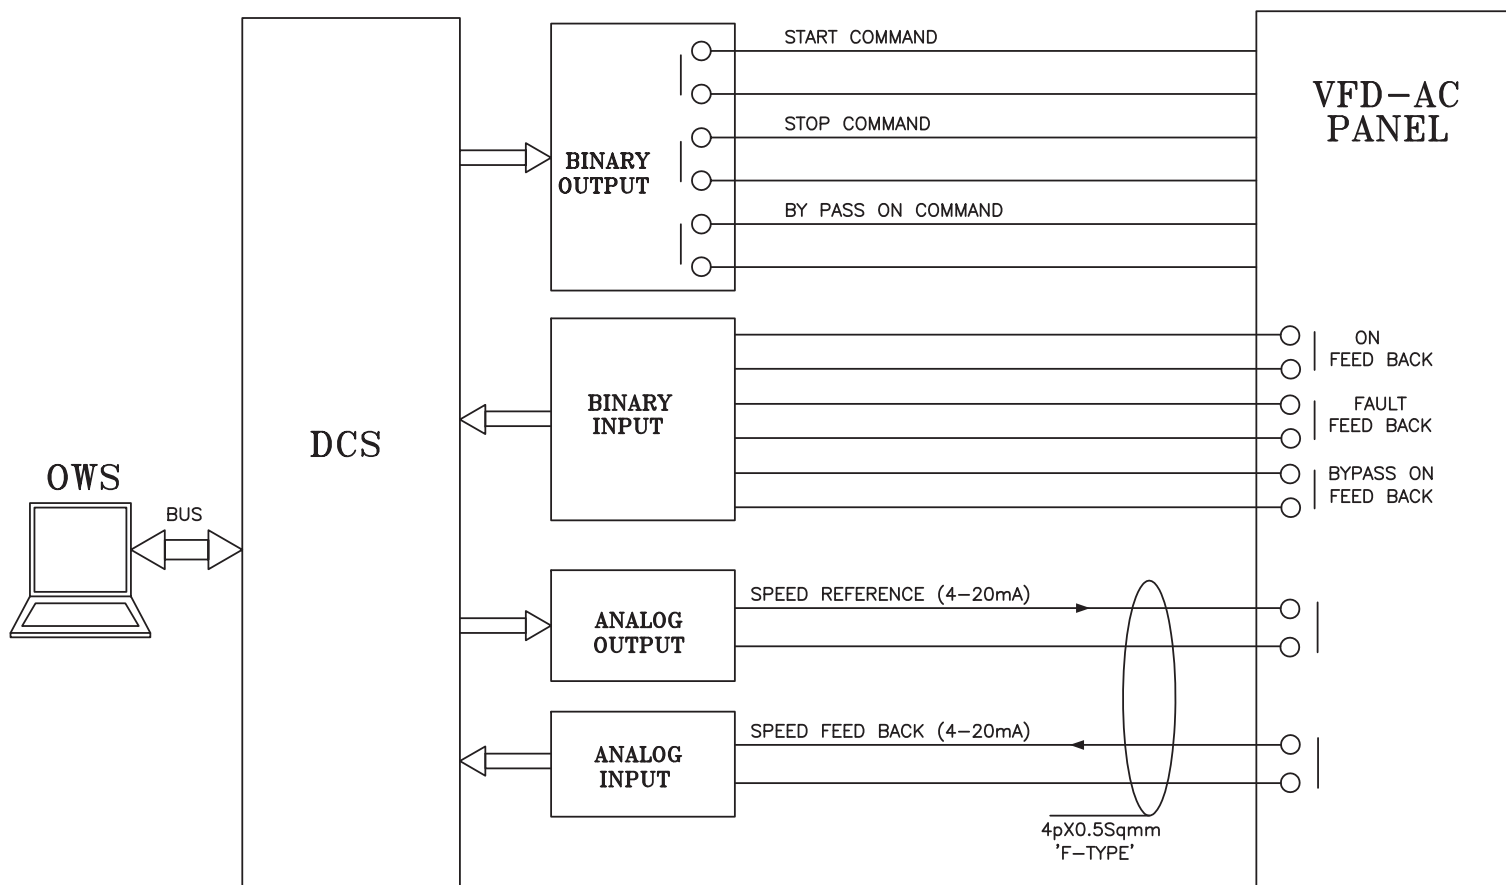 START COMMAND
STOP COMMAND
BY PASS ON COMMAND
BINARY
OUTPUT
VFD-AC
PANEL
BINARY
INPUT
ON
FEED BACK
FAULT
FEED BACK
BYPASS ON
FEED BACK
DCS
OWS
BUS
ANALOG
OUTPUT
SPEED REFERENCE (4-20mA)
ANALOG
INPUT
SPEED FEED BACK (4-20mA)
4pX0.5Sqmm
'F-TYPE'